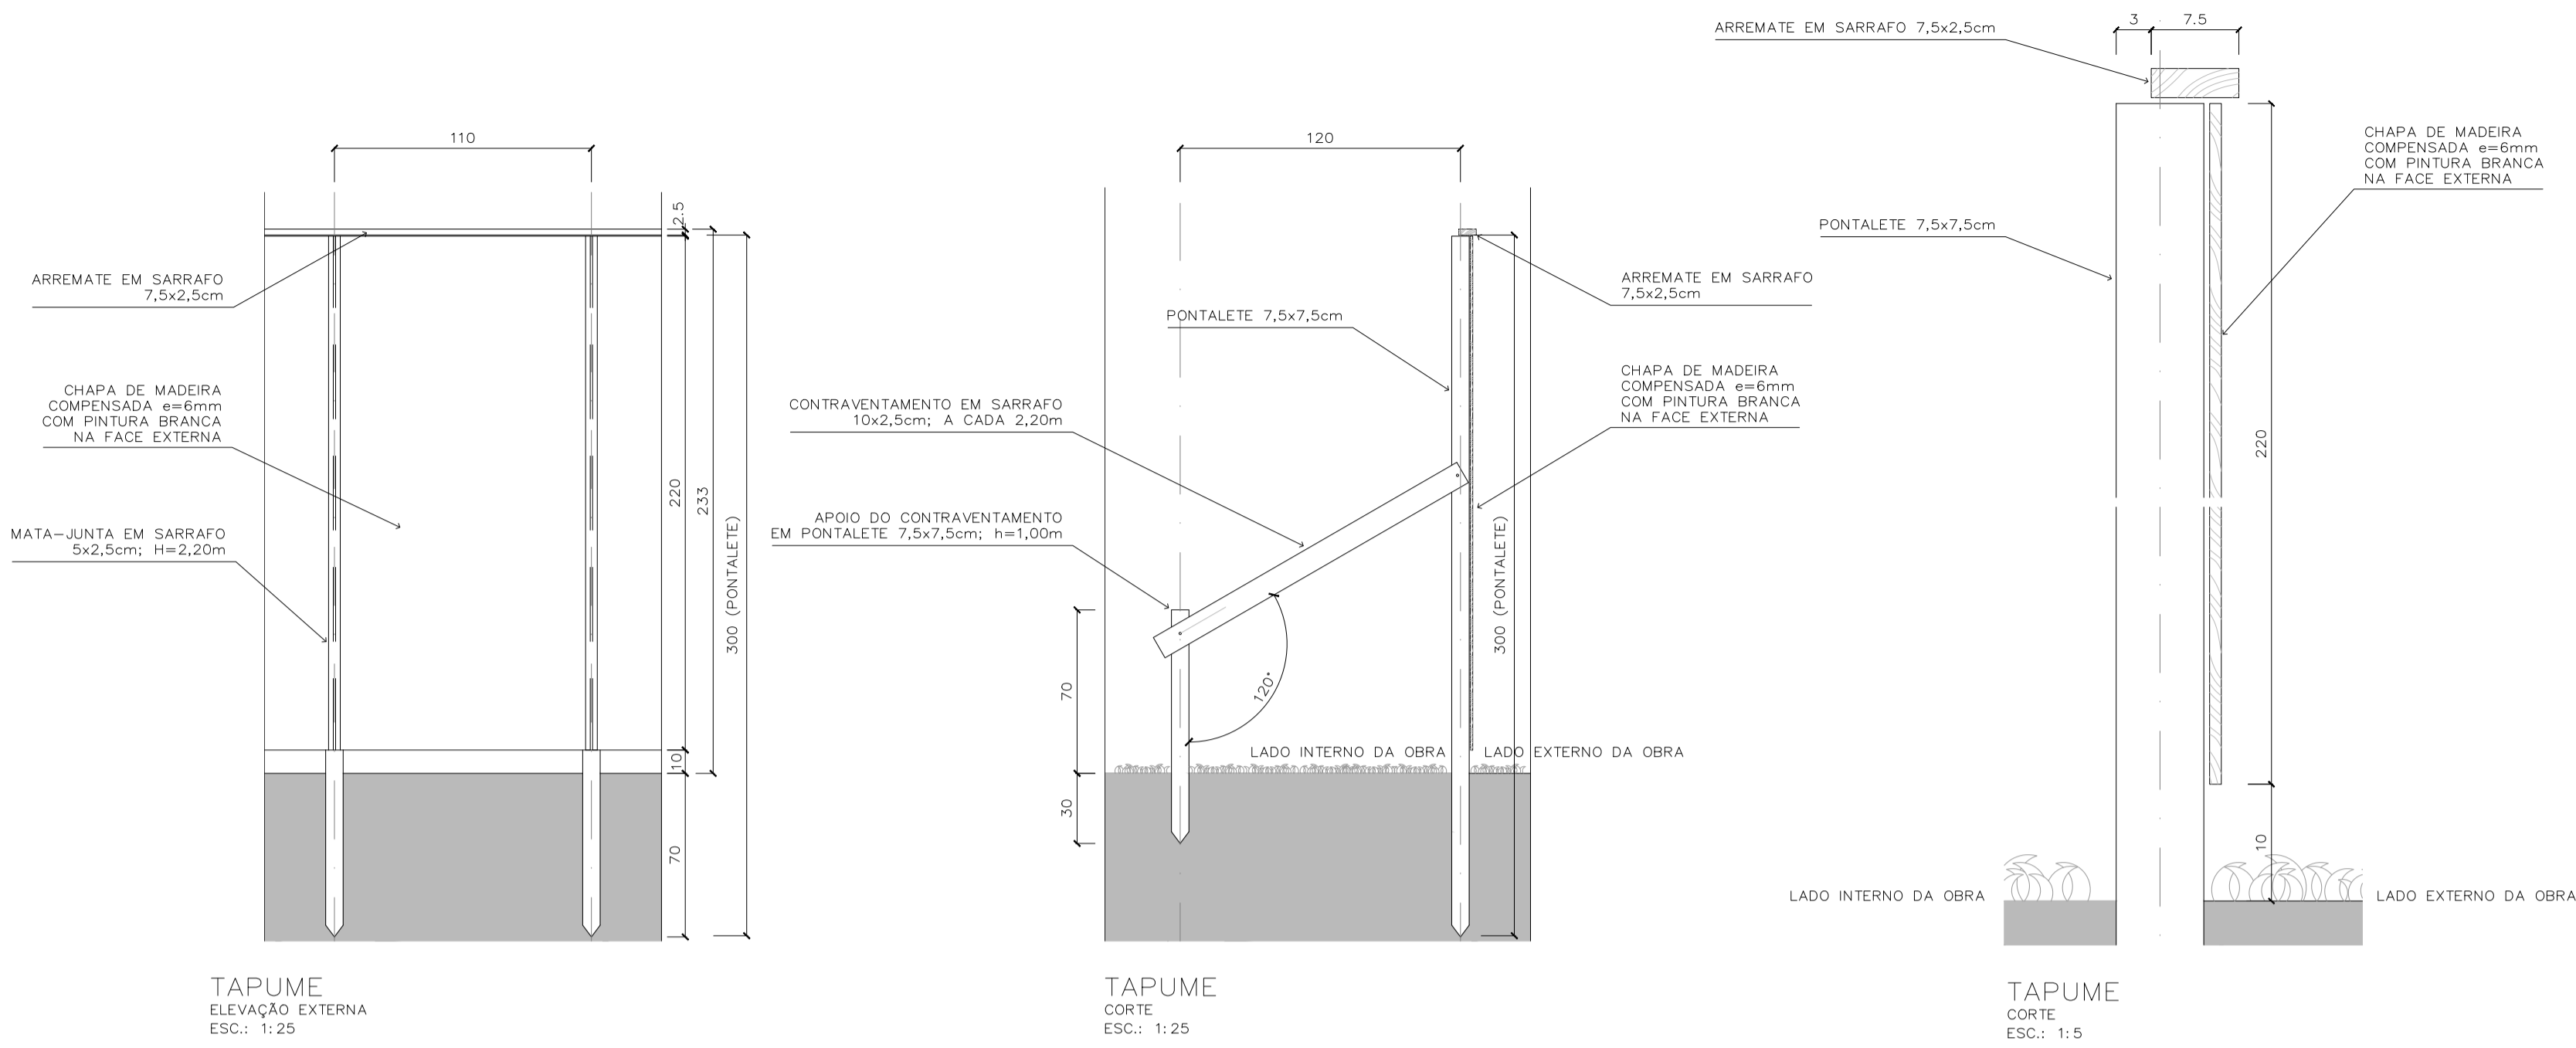 110
2.5
ARREMATE EM SARRAFO
7,5x2,5cm
CHAPA DE MADEIRA
COMPENSADA e=6mm
COM PINTURA BRANCA
NA FACE EXTERNA
MATA-JUNTA EM SARRAFO
5x2,5cm; H=2,20m
220
233
300 (PONTALETE)
10
70
TAPUME
ELEVAÇÃO EXTERNA
ESC.: 1:25
120
ARREMATE EM SARRAFO
7,5x2,5cm
PONTALETE 7,5x7,5cm
CHAPA DE MADEIRA
COMPENSADA e=6mm
COM PINTURA BRANCA
NA FACE EXTERNA
CONTRAVENTAMENTO EM SARRAFO
10x2,5cm; A CADA 2,20m
APOIO DO CONTRAVENTAMENTO
EM PONTALETE 7,5x7,5cm; h=1,00m
300 (PONTALETE)
70
120°
LADO INTERNO DA OBRA
LADO EXTERNO DA OBRA
30
TAPUME
CORTE
ESC.: 1:25
3
7.5
ARREMATE EM SARRAFO 7,5x2,5cm
CHAPA DE MADEIRA
COMPENSADA e=6mm
COM PINTURA BRANCA
NA FACE EXTERNA
PONTALETE 7,5x7,5cm
220
10
LADO INTERNO DA OBRA
LADO EXTERNO DA OBRA
TAPUME
CORTE
ESC.: 1:5